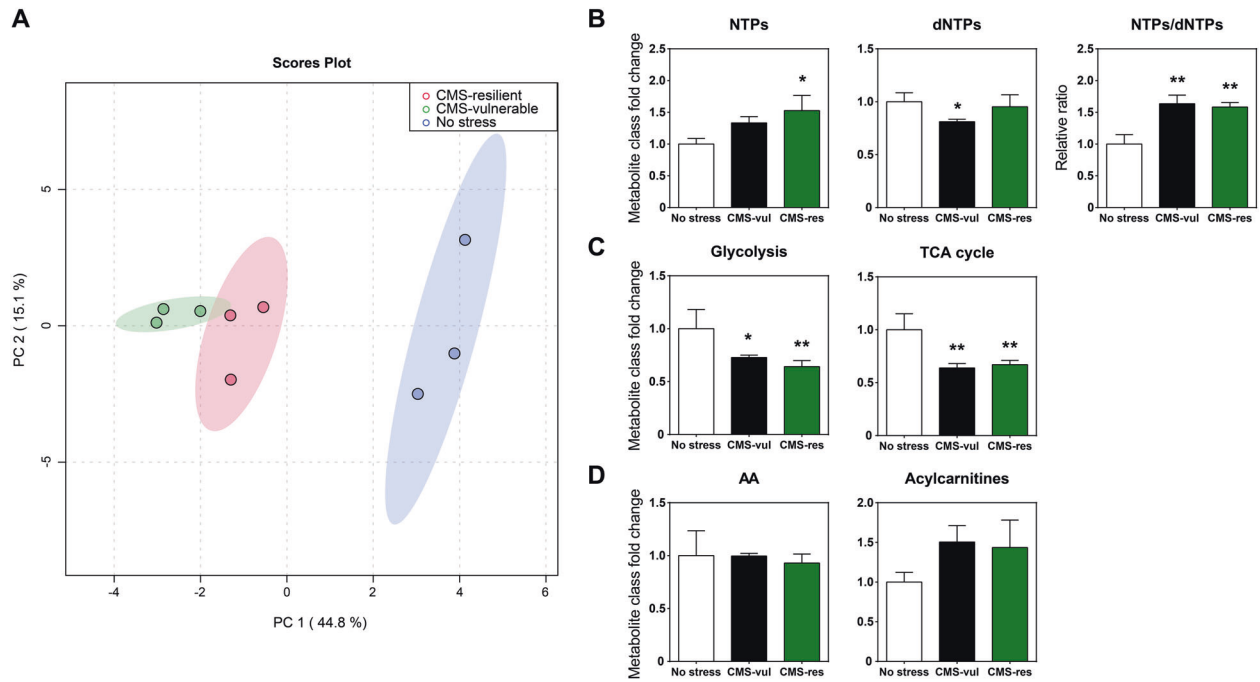 A
Scores Plot
CMS-resilient
CMS-vulnerable
No stress
5
0
-5
PC 2 ( 15.1 %)
-4
-2
0
2
4
6
PC 1 ( 44.8 %)
B
NTPs
Metabolite class fold change
2.5
2.0
1.5
1.0
0.5
0
*
No stress CMS-vul CMS-res
dNTPs
1.5
1.0
0.5
0
*
No stress CMS-vul CMS-res
NTPs/dNTPs
Relative ratio
2.5
2.0
1.5
1.0
0.5
0
**
**
No stress CMS-vul CMS-res
C
Glycolysis
Metabolite class fold change
1.5
1.0
0.5
0
*
**
No stress CMS-vul CMS-res
TCA cycle
1.5
1.0
0.5
0
**
**
No stress CMS-vul CMS-res
D
AA
Metabolite class fold change
1.5
1.0
0.5
0
No stress CMS-vul CMS-res
Acylcarnitines
2.0
1.5
1.0
0.5
0
No stress CMS-vul CMS-res